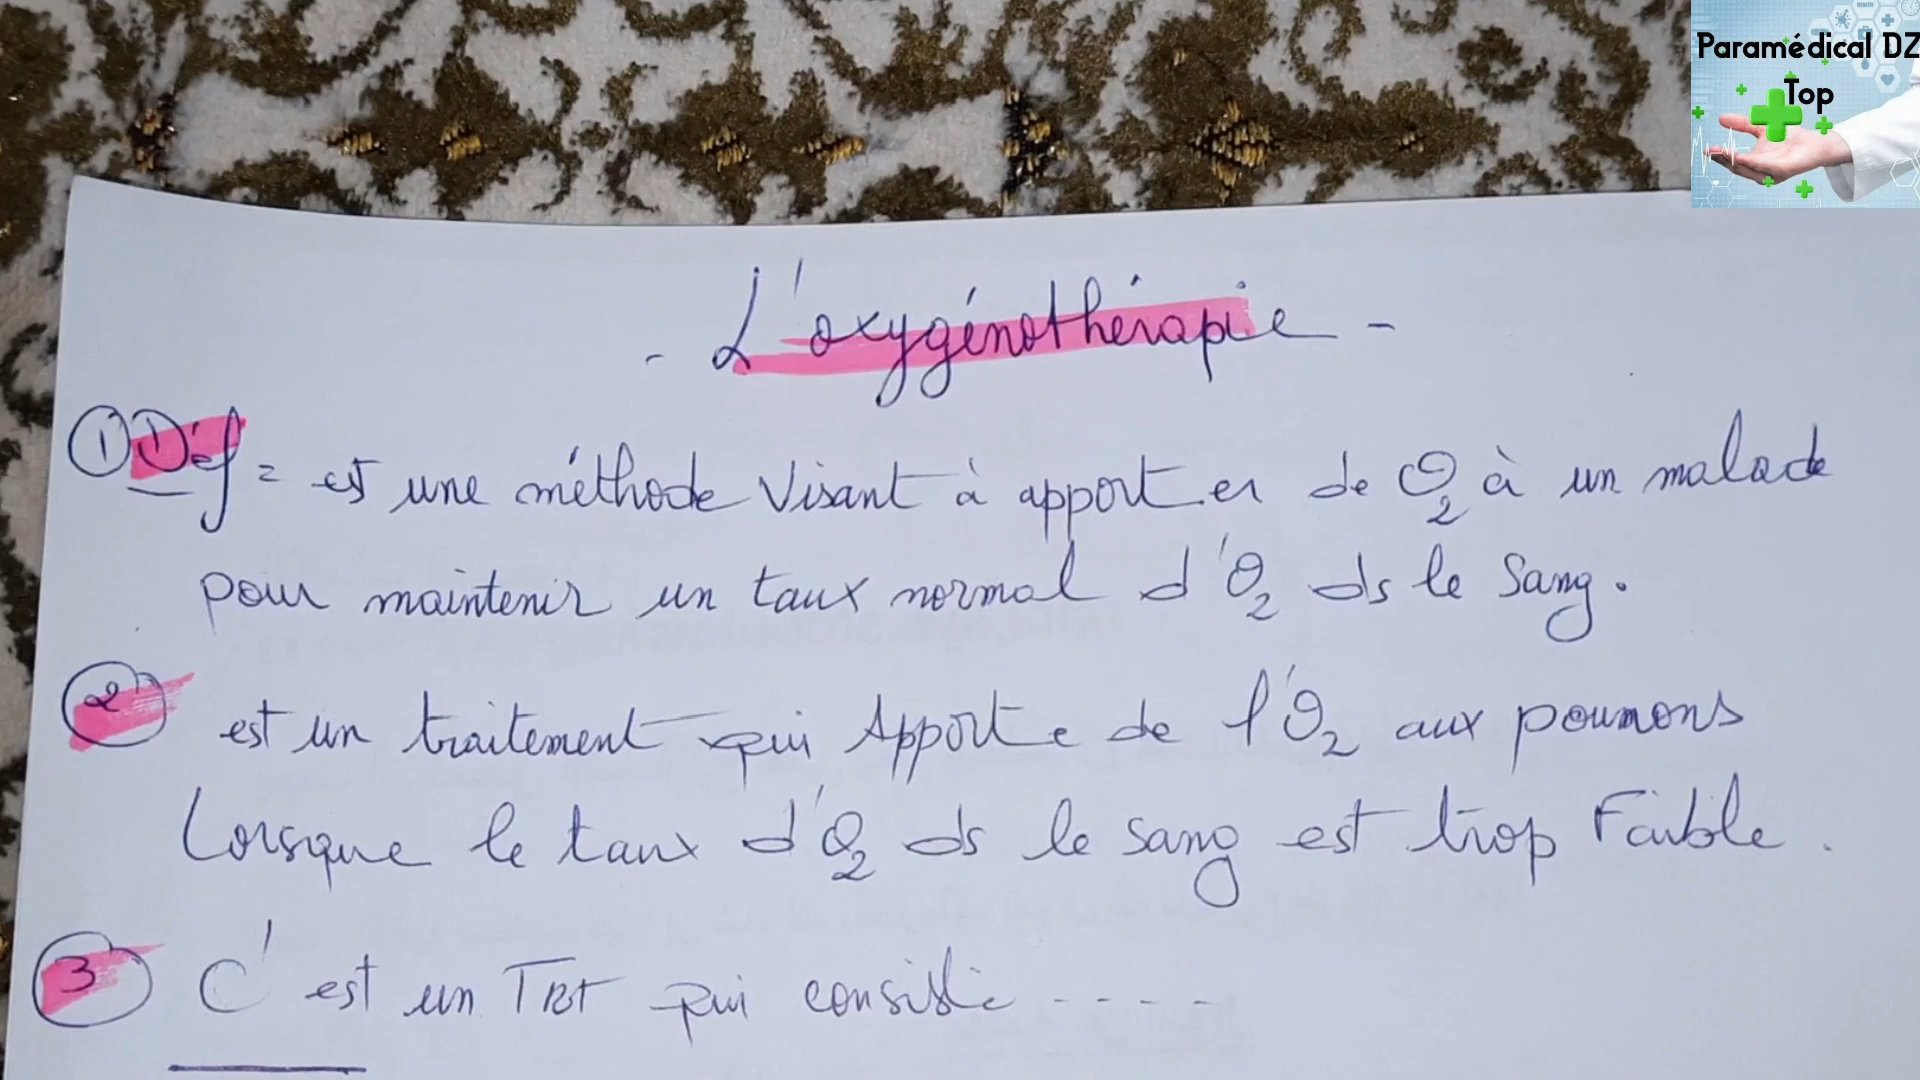 Paramédical DZ
Top
- L'oxygénothérapie -
① Déf = est une méthode Visant à apporter de O2 à un malade
pour maintenir un taux normal d'O2 ds le Sang.
② est un traitement qui Apporte de l'O2 aux poumons
Lorsque le taux d'O2 ds le sang est trop Faible.
③ C'est un TRT qui consiste ----